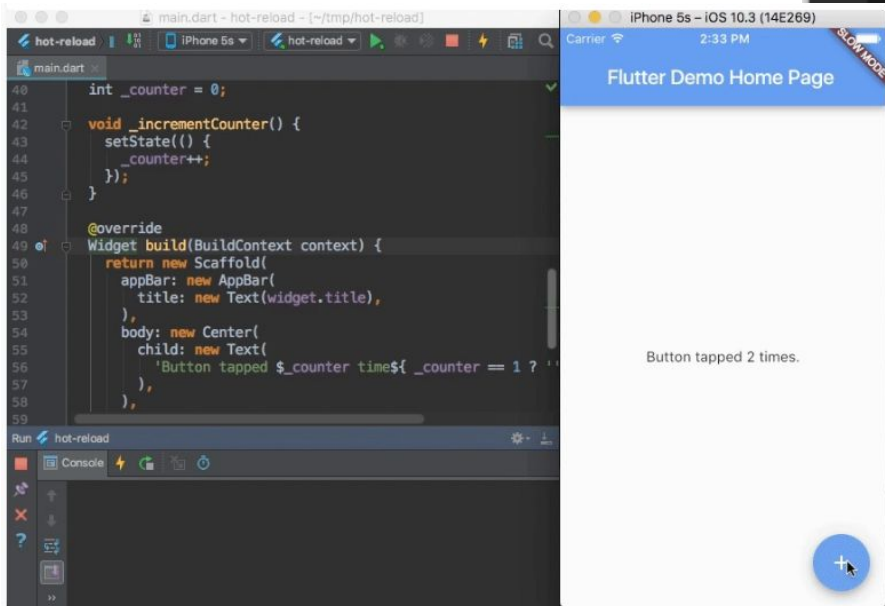 main.dart - hot-reload - [~/tmp/hot-reload]
hot-reload
iPhone 5s
hot-reload
main.dart
40 int _counter = 0;
41
42 void _incrementCounter() {
43 setState(() {
44 _counter++;
45 });
46 }
47
48 @override
49 Widget build(BuildContext context) {
50 return new Scaffold(
51 appBar: new AppBar(
52 title: new Text(widget.title),
53 ),
54 body: new Center(
55 child: new Text(
56 'Button tapped $_counter time${ _counter == 1 ? ''
57 ),
58 ),
59
Run hot-reload
Console
iPhone 5s – iOS 10.3 (14E269)
Carrier 2:33 PM
SLOW MODE
Flutter Demo Home Page
Button tapped 2 times.